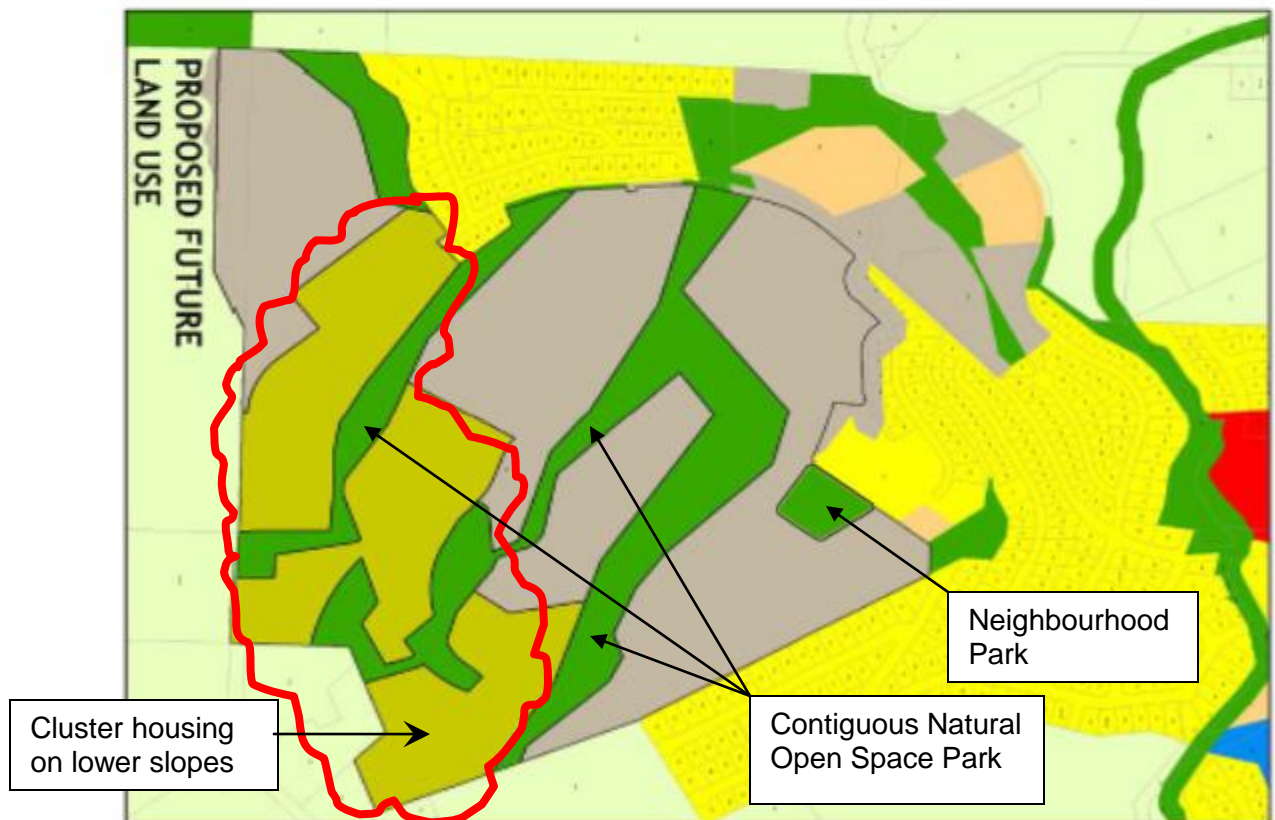 PROPOSED FUTURE
LAND USE
Neighbourhood
Park
Cluster housing
on lower slopes
Contiguous Natural
Open Space Park